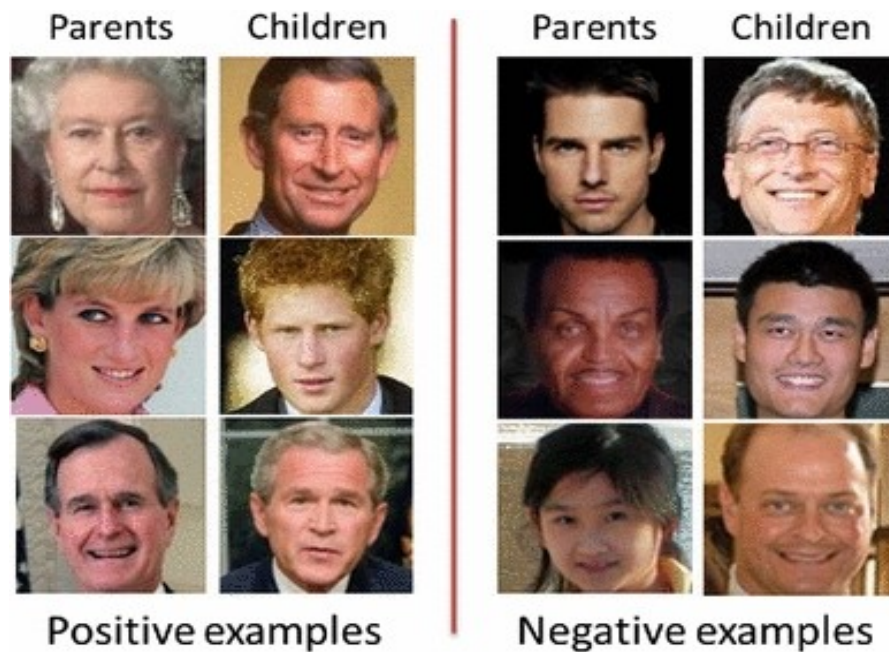 Parents Children
Parents Children
Positive examples
Negative examples